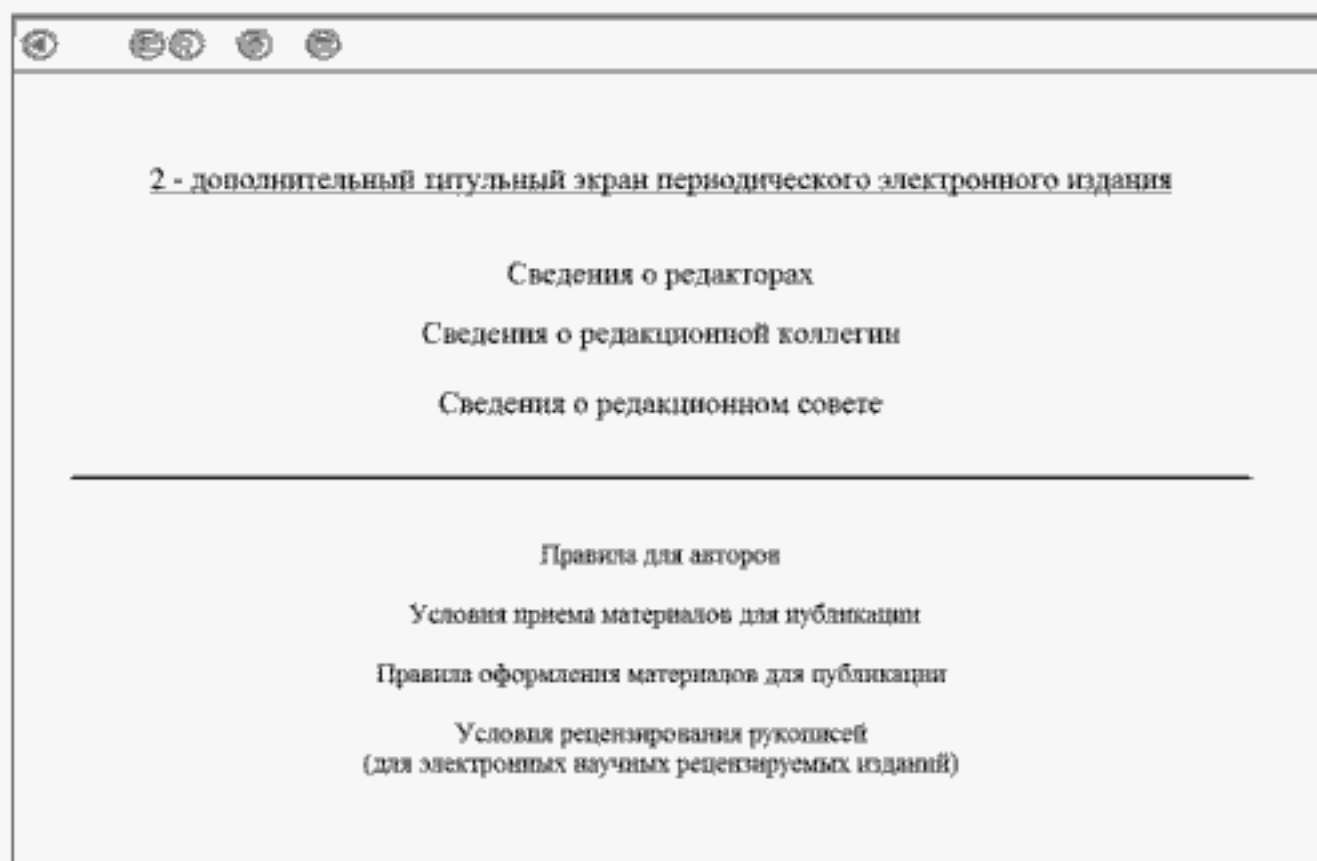 2 - дополнительный титульный экран периодического электронного издания
Сведения о редакторах
Сведения о редакционной коллегии
Сведения о редакционном совете
Правила для авторов
Условия приема материалов для публикации
Правила оформления материалов для публикации
Условия рецензирования рукописей
(для электронных научных рецензируемых изданий)